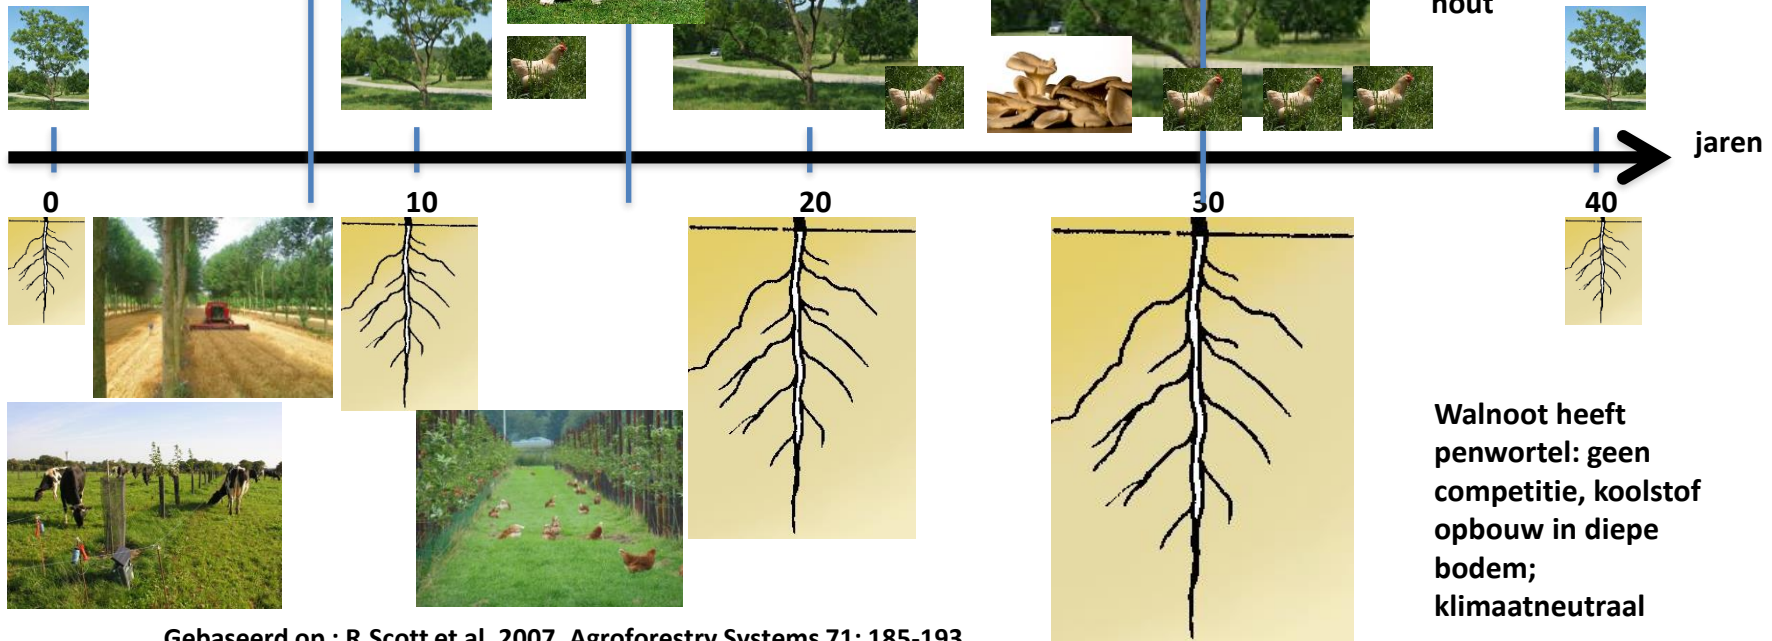 hout
jaren
0 10 20 30 40
Walnoot heeft
penwortel: geen
competitie, koolstof
opbouw in diepe
bodem;
klimaatneutraal
Gebaseerd op : R Scott et al. 2007. Agroforestry Systems 71: 185-193